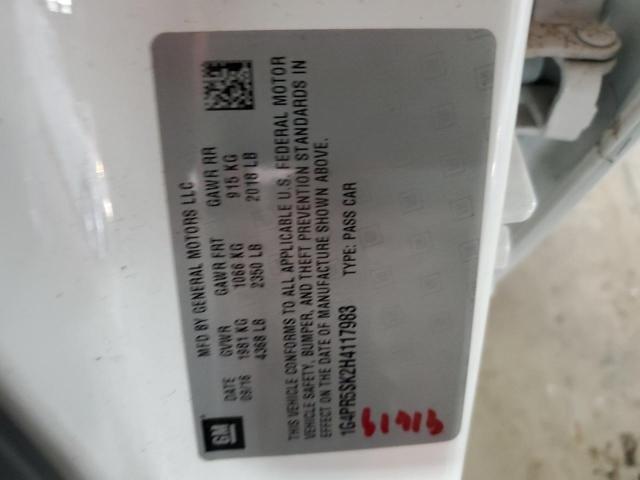 MFD BY GENERAL MOTORS LLC
DATE GVWR GAWR FRT GAWR RR
09/16 1981 KG 1066 KG 915 KG
4368 LB 2350 LB 2018 LB
THIS VEHICLE CONFORMS TO ALL APPLICABLE U.S. FEDERAL MOTOR
VEHICLE SAFETY, BUMPER, AND THEFT PREVENTION STANDARDS IN
EFFECT ON THE DATE OF MANUFACTURE SHOWN ABOVE.
1G4PR5SK2H4117983 TYPE: PASS CAR
GM